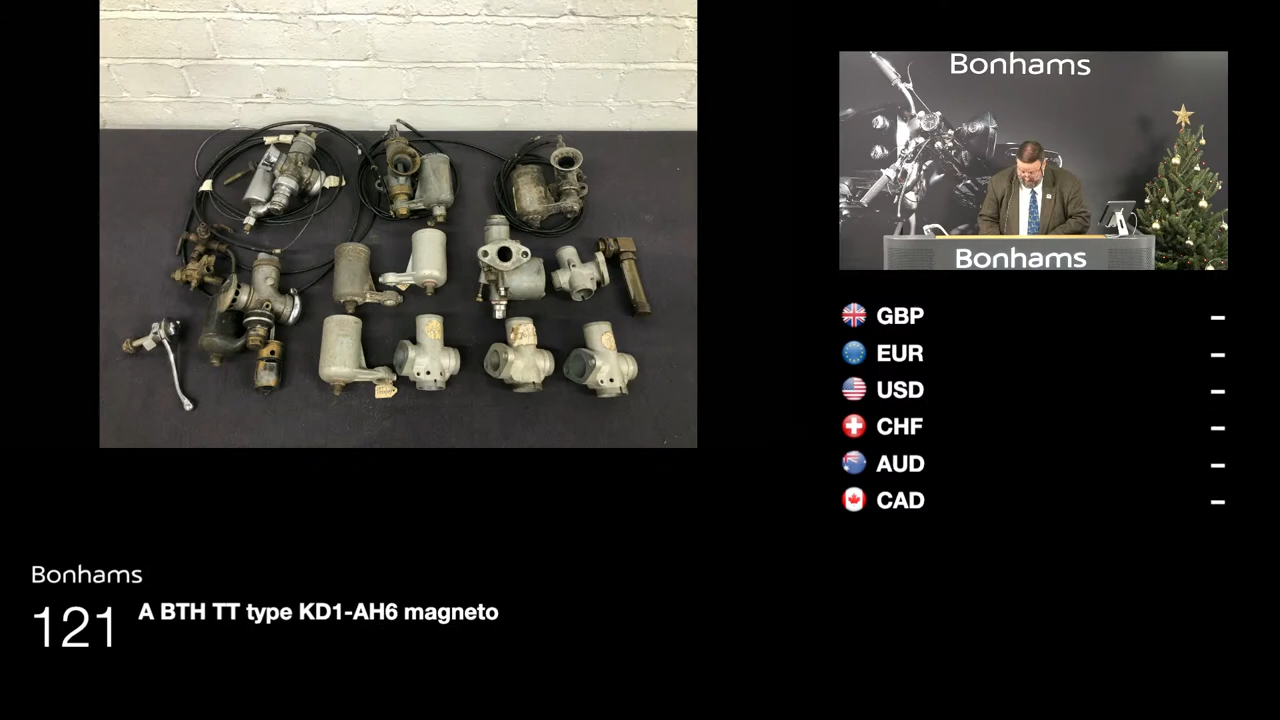 Bonhams
Bonhams
GBP –
EUR –
USD –
CHF –
AUD –
CAD –
Bonhams
121 A BTH TT type KD1-AH6 magneto